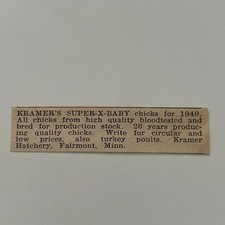 KRAMER'S SUPER-X-BABY chicks for 1940.
All chicks from high quality bloodtested and
bred for production stock. 26 years produc-
ing quality chicks. Write for circular and
low prices, also turkey poults. Kramer
Hatchery, Fairmont, Minn.